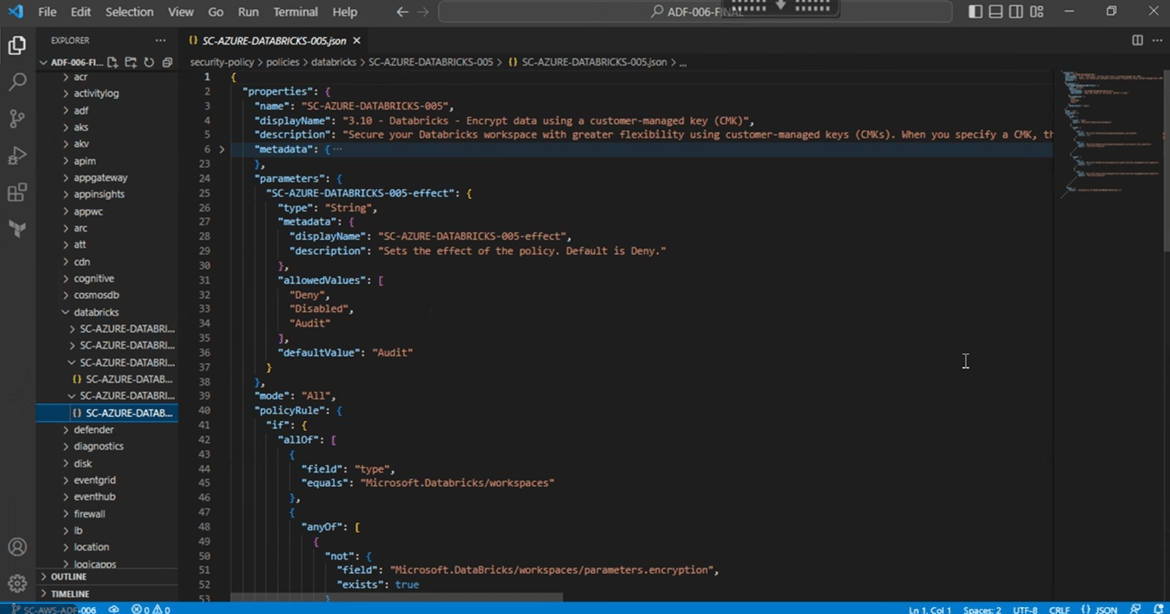 File Edit Selection View Go Run Terminal Help
ADF-006-FINAL
EXPLORER
SC-AZURE-DATABRICKS-005.json
ADF-006-FI...
security-policy > policies > databricks > SC-AZURE-DATABRICKS-005 > {} SC-AZURE-DATABRICKS-005.json > ...
acr
activitylog
adf
aks
akv
apim
appgateway
appinsights
appwc
arc
att
cdn
cognitive
cosmosdb
databricks
SC-AZURE-DATABRI...
SC-AZURE-DATABRI...
SC-AZURE-DATABRI...
{} SC-AZURE-DATAB...
SC-AZURE-DATABRI...
{} SC-AZURE-DATAB...
defender
diagnostics
disk
eventgrid
eventhub
firewall
lb
location
logicapps
OUTLINE
TIMELINE
1 {
2 "properties": {
3 "name": "SC-AZURE-DATABRICKS-005",
4 "displayName": "3.10 - Databricks - Encrypt data using a customer-managed key (CMK)",
5 "description": "Secure your Databricks workspace with greater flexibility using customer-managed keys (CMKs). When you specify a CMK, th
6 "metadata": { ...
23 },
24 "parameters": {
25 "SC-AZURE-DATABRICKS-005-effect": {
26 "type": "String",
27 "metadata": {
28 "displayName": "SC-AZURE-DATABRICKS-005-effect",
29 "description": "Sets the effect of the policy. Default is Deny."
30 },
31 "allowedValues": [
32 "Deny",
33 "Disabled",
34 "Audit"
35 ],
36 "defaultValue": "Audit"
37 }
38 },
39 "mode": "All",
40 "policyRule": {
41 "if": {
42 "allOf": [
43 {
44 "field": "type",
45 "equals": "Microsoft.Databricks/workspaces"
46 },
47 {
48 "anyOf": [
49 {
50 "not": {
51 "field": "Microsoft.DataBricks/workspaces/parameters.encryption",
52 "exists": true
53 }
SC-AWS-ADF-006 0 0 Ln 1, Col 1 Spaces: 2 UTF-8 CRLF {} JSON